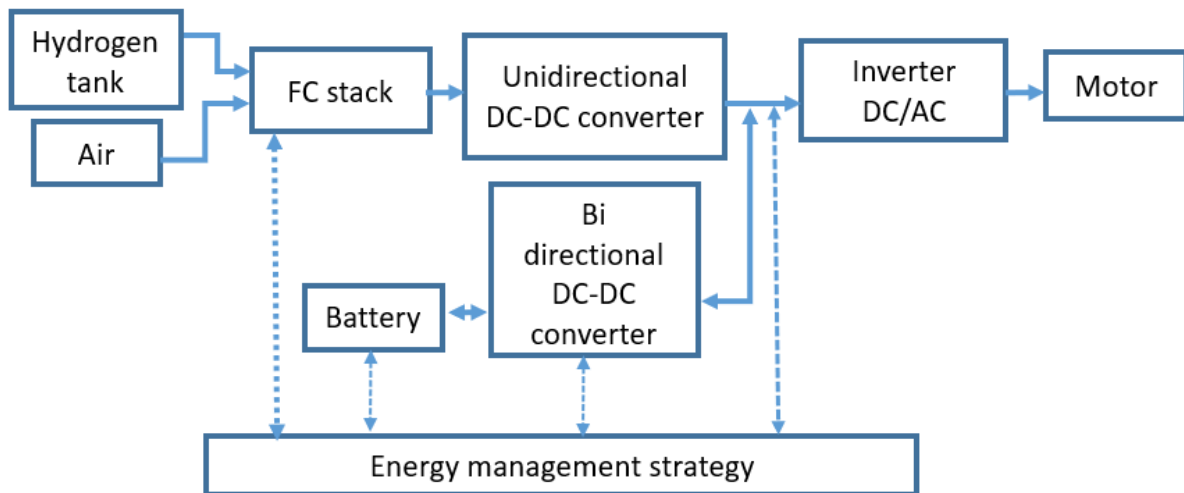 Hydrogen
tank
Air
FC stack
Unidirectional
DC-DC converter
Inverter
DC/AC
Motor
Bi
directional
DC-DC
converter
Battery
Energy management strategy